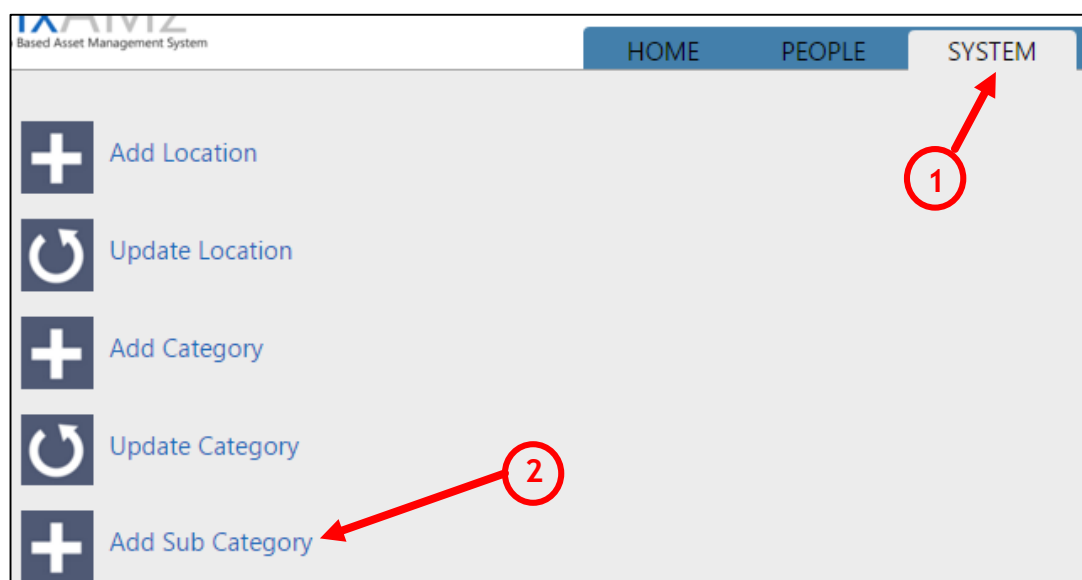 Based Asset Management System
HOME PEOPLE SYSTEM
1
Add Location
Update Location
Add Category
Update Category
2
Add Sub Category